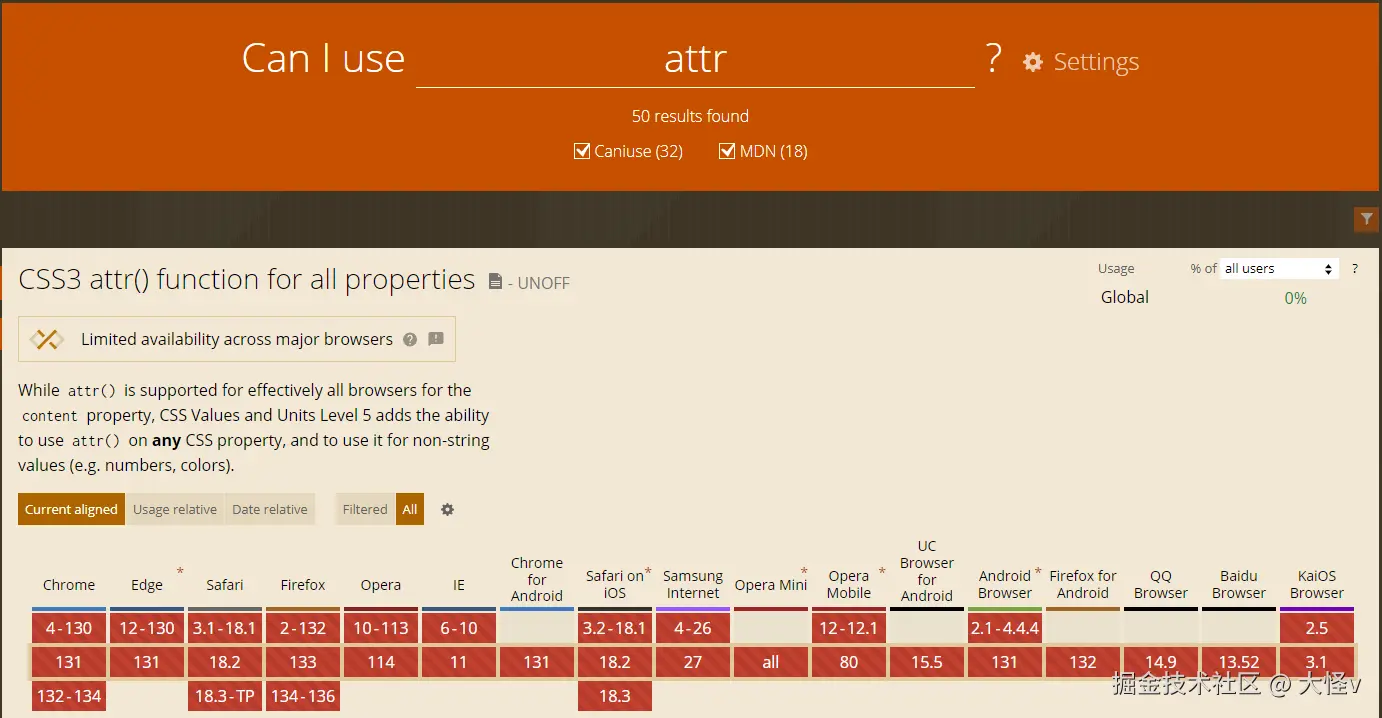 Can I use attr ? Settings
50 results found
Caniuse (32) MDN (18)
CSS3 attr() function for all properties - UNOFF
Usage % of all users ?
Global 0%
Limited availability across major browsers
While attr() is supported for effectively all browsers for the
content property, CSS Values and Units Level 5 adds the ability
to use attr() on any CSS property, and to use it for non-string
values (e.g. numbers, colors).
Current aligned Usage relative Date relative Filtered All
Chrome Edge * Safari Firefox Opera IE Chrome for Android Safari on iOS * Samsung Internet Opera Mini * Opera Mobile * UC Browser for Android Android Browser * Firefox for Android QQ Browser Baidu Browser KaiOS Browser
4-130 12-130 3.1-18.1 2-132 10-113 6-10 3.2-18.1 4-26 12-12.1 2.1-4.4.4 2.5
131 131 18.2 133 114 11 131 18.2 27 all 80 15.5 131 132 14.9 13.52 3.1
132-134 18.3-TP 134-136 18.3
掘金技术社区 @ 大怪v